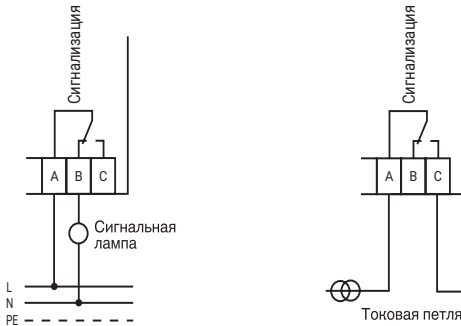 Сигнализация
A B C
Сигнальная
лампа
L
N
PE
Сигнализация
A B C
Токовая петля